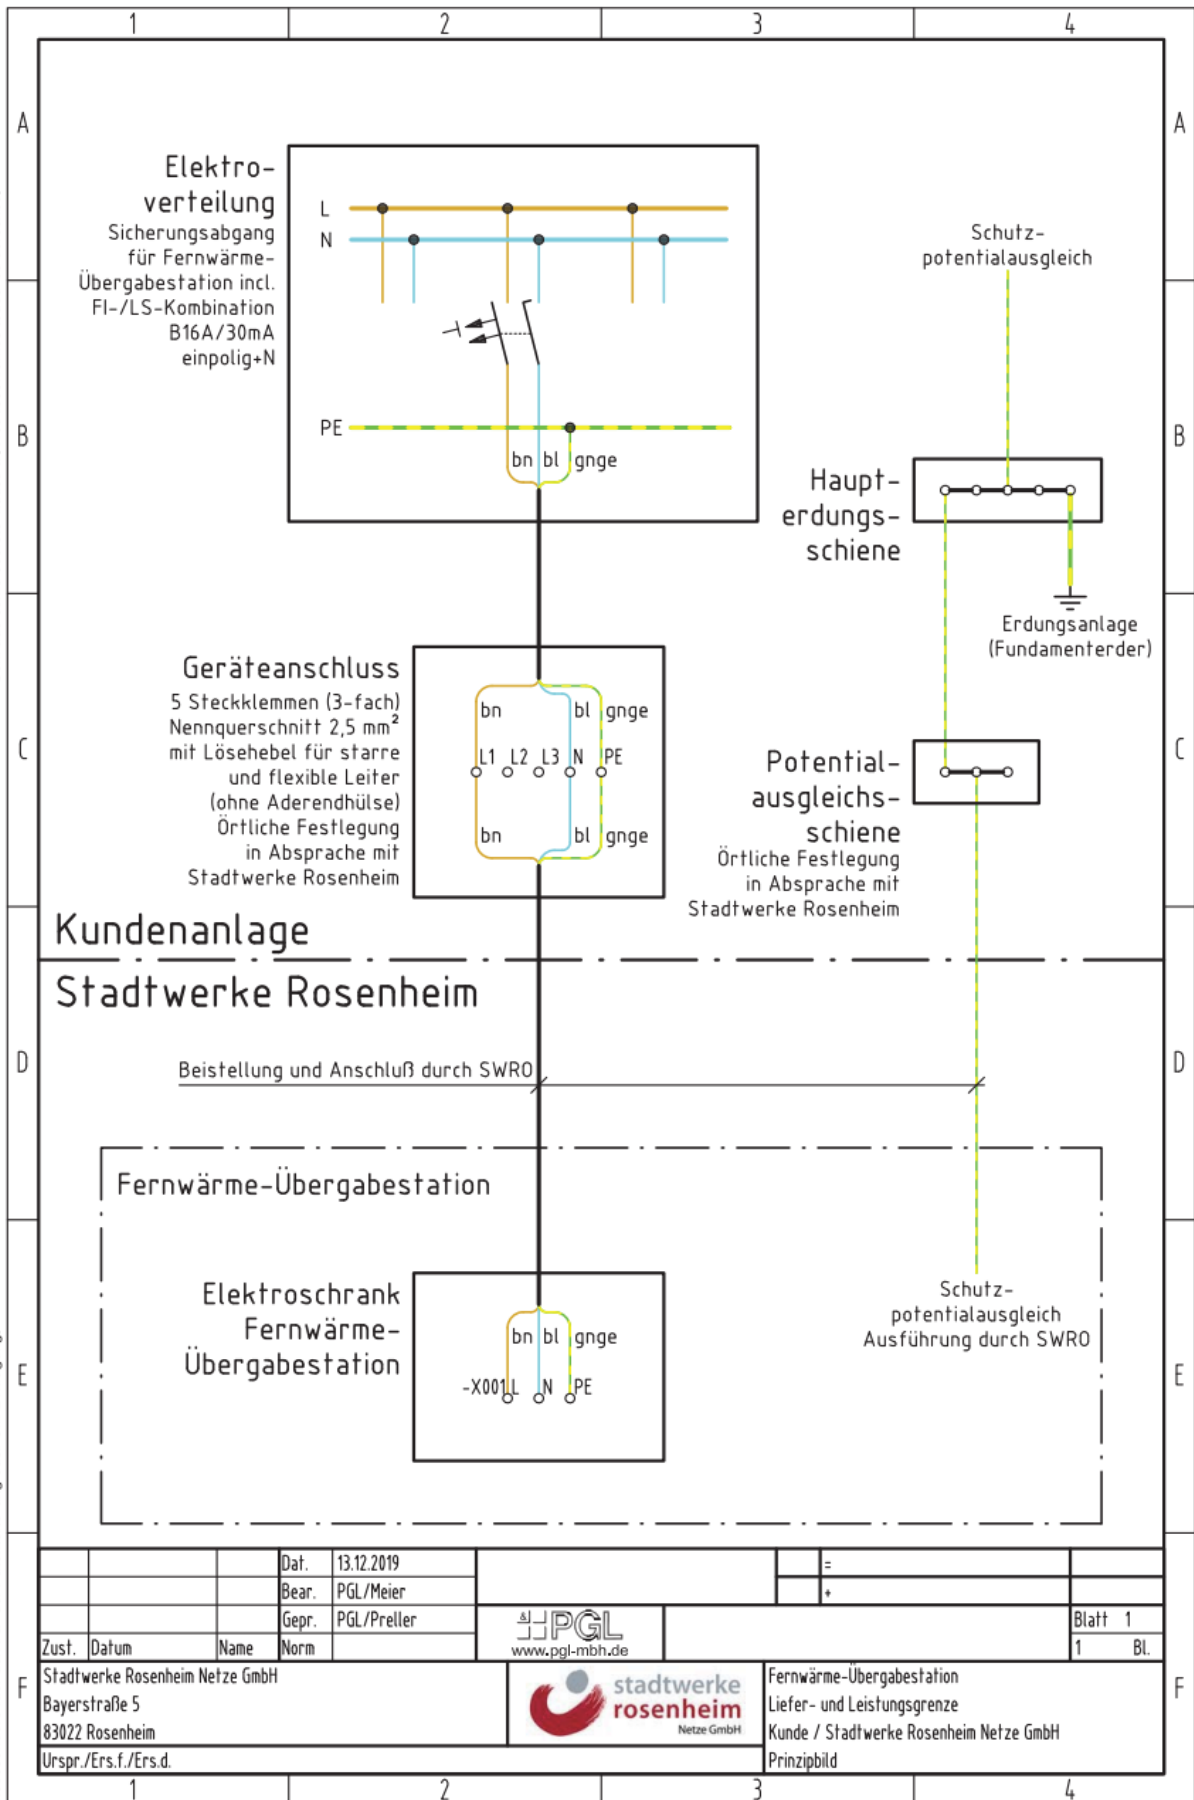 1 2 3 4
A A
Elektro-
verteilung
Sicherungsabgang
für Fernwärme-
Übergabestation incl.
FI-/LS-Kombination
B16A/30mA
einpolig+N
L
N
PE
bn bl gnge
Schutz-
potentialausgleich
B B
Haupt-
erdungs-
schiene
Erdungsanlage
(Fundamenterder)
Geräteanschluss
5 Steckklemmen (3-fach)
Nennquerschnitt 2,5 mm²
mit Lösehebel für starre
und flexible Leiter
(ohne Aderendhülse)
Örtliche Festlegung
in Absprache mit
Stadtwerke Rosenheim
bn bl gnge
L1 L2 L3 N PE
bn bl gnge
C C
Potential-
ausgleichs-
schiene
Örtliche Festlegung
in Absprache mit
Stadtwerke Rosenheim
Kundenanlage
Stadtwerke Rosenheim
D D
Beistellung und Anschluß durch SWRO
Fernwärme-Übergabestation
Elektroschrank
Fernwärme-
Übergabestation
bn bl gnge
-X001 L N PE
Schutz-
potentialausgleich
Ausführung durch SWRO
E E
Dat. 13.12.2019
Bear. PGL/Meier
Gepr. PGL/Preller
Zust. Datum Name Norm
& PGL
www.pgl-mbh.de
=
+
Blatt 1
1 Bl.
F F
Stadtwerke Rosenheim Netze GmbH
Bayerstraße 5
83022 Rosenheim
Urspr./Ers.f./Ers.d.
stadtwerke
rosenheim
Netze GmbH
Fernwärme-Übergabestation
Liefer- und Leistungsgrenze
Kunde / Stadtwerke Rosenheim Netze GmbH
Prinzipbild
1 2 3 4